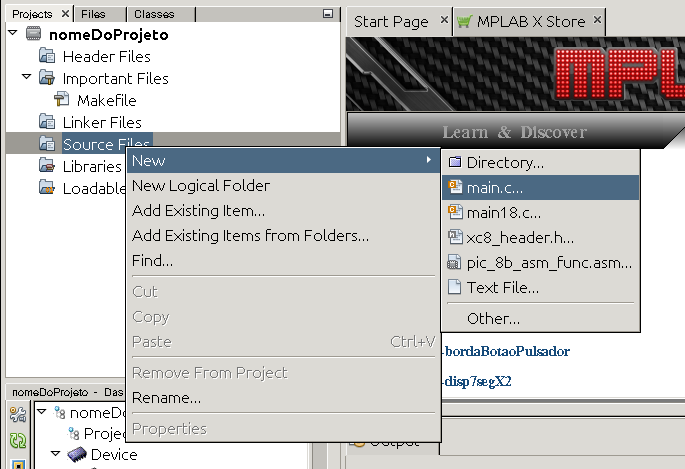 Projects
Files
Classes
nomeDoProjeto
Header Files
Important Files
Makefile
Linker Files
Source Files
Libraries
Loadable
New
New Logical Folder
Add Existing Item...
Add Existing Items from Folders...
Find...
Cut
Copy
Paste Ctrl+V
Remove From Project
Rename...
Properties
Start Page
MPLAB X Store
MPL
Learn & Discover
Directory...
main.c...
main18.c...
xc8_header.h...
pic_8b_asm_func.asm...
Text File...
Other...
-bordaBotaoPulsador
-disp7segX2
nomeDoProjeto - Das
nomeDo
Projec
Device
Output